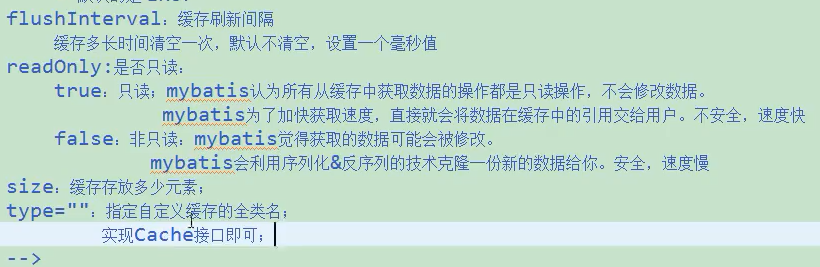 flushInterval：缓存刷新间隔
缓存多长时间清空一次，默认不清空，设置一个毫秒值
readOnly:是否只读：
true：只读；mybatis认为所有从缓存中获取数据的操作都是只读操作，不会修改数据。
mybatis为了加快获取速度，直接就会将数据在缓存中的引用交给用户。不安全，速度快
false：非只读：mybatis觉得获取的数据可能会被修改。
mybatis会利用序列化&反序列的技术克隆一份新的数据给你。安全，速度慢
size：缓存存放多少元素；
type=""：指定自定义缓存的全类名；
实现Cache接口即可；
-->